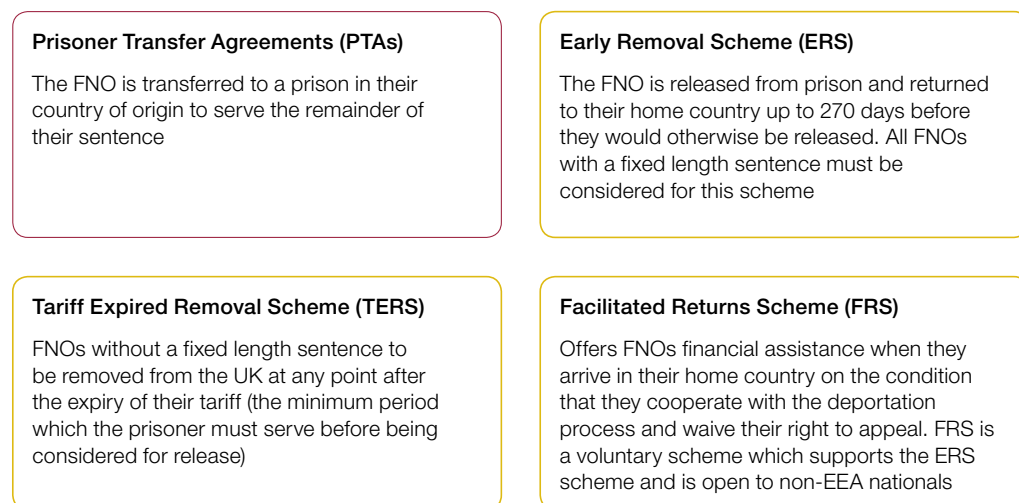 Prisoner Transfer Agreements (PTAs)
The FNO is transferred to a prison in their
country of origin to serve the remainder of
their sentence
Early Removal Scheme (ERS)
The FNO is released from prison and returned
to their home country up to 270 days before
they would otherwise be released. All FNOs
with a fixed length sentence must be
considered for this scheme
Tariff Expired Removal Scheme (TERS)
FNOs without a fixed length sentence to
be removed from the UK at any point after
the expiry of their tariff (the minimum period
which the prisoner must serve before being
considered for release)
Facilitated Returns Scheme (FRS)
Offers FNOs financial assistance when they
arrive in their home country on the condition
that they cooperate with the deportation
process and waive their right to appeal. FRS is
a voluntary scheme which supports the ERS
scheme and is open to non-EEA nationals